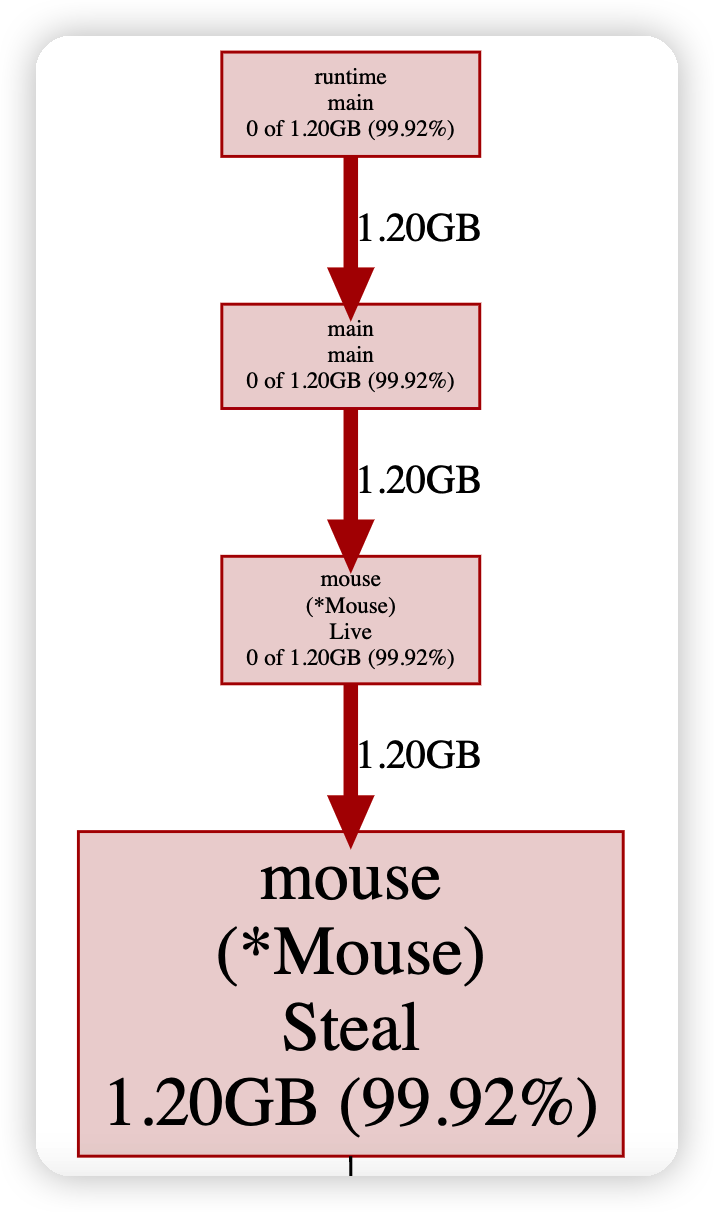 runtime
main
0 of 1.20GB (99.92%)
1.20GB
main
main
0 of 1.20GB (99.92%)
1.20GB
mouse
(*Mouse)
Live
0 of 1.20GB (99.92%)
1.20GB
mouse
(*Mouse)
Steal
1.20GB (99.92%)